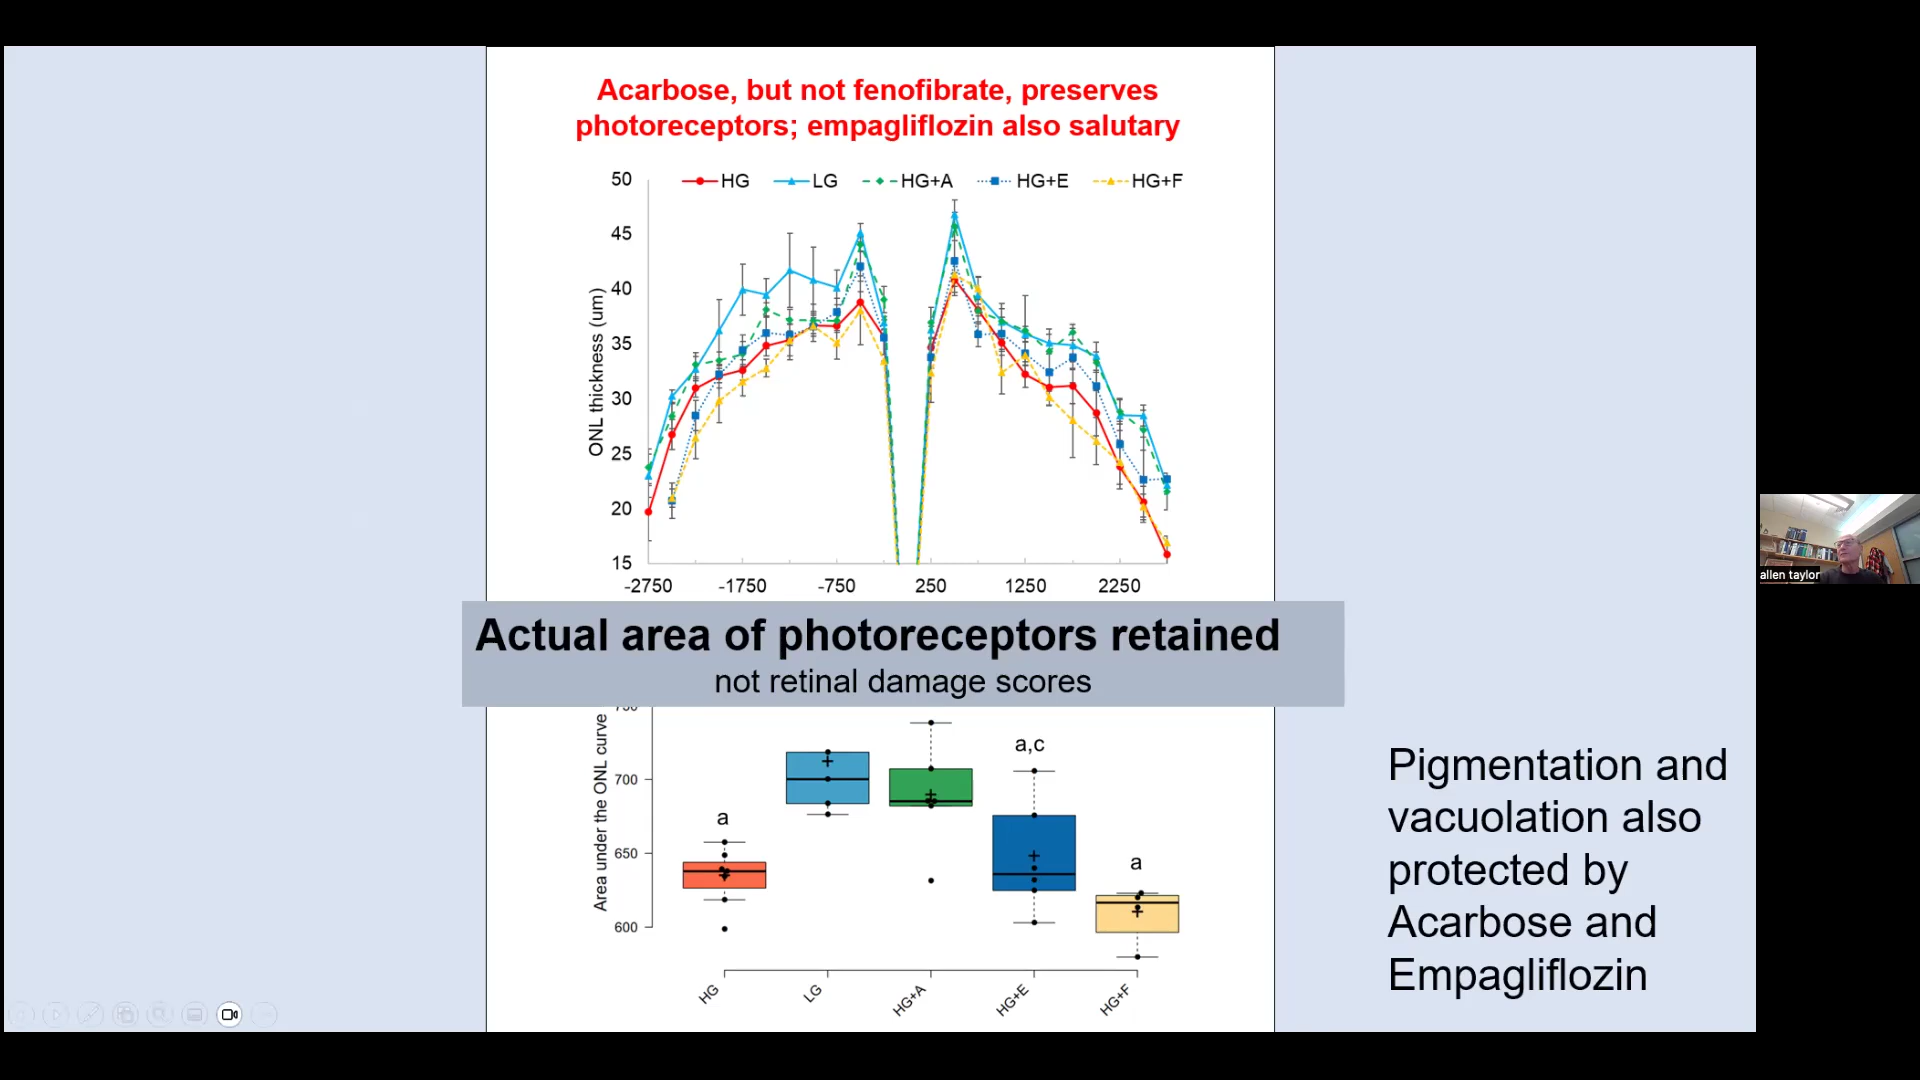 Acarbose, but not fenofibrate, preserves
photoreceptors; empagliflozin also salutary
HG LG HG+A HG+E HG+F
50
45
40
35
30
25
20
15
ONL thickness (um)
-2750 -1750 -750 250 1250 2250
Actual area of photoreceptors retained
not retinal damage scores
Area under the ONL curve
750
700
650
600
a
a,c
a
HG LG HG+A HG+E HG+F
Pigmentation and
vacuolation also
protected by
Acarbose and
Empagliflozin
allen taylor